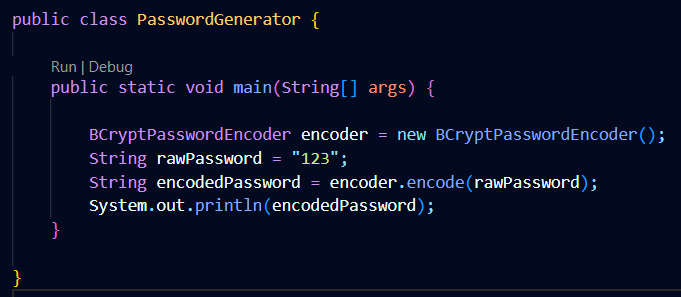 public class PasswordGenerator {
Run | Debug
public static void main(String[] args) {
BCryptPasswordEncoder encoder = new BCryptPasswordEncoder();
String rawPassword = "123";
String encodedPassword = encoder.encode(rawPassword);
System.out.println(encodedPassword);
}
}